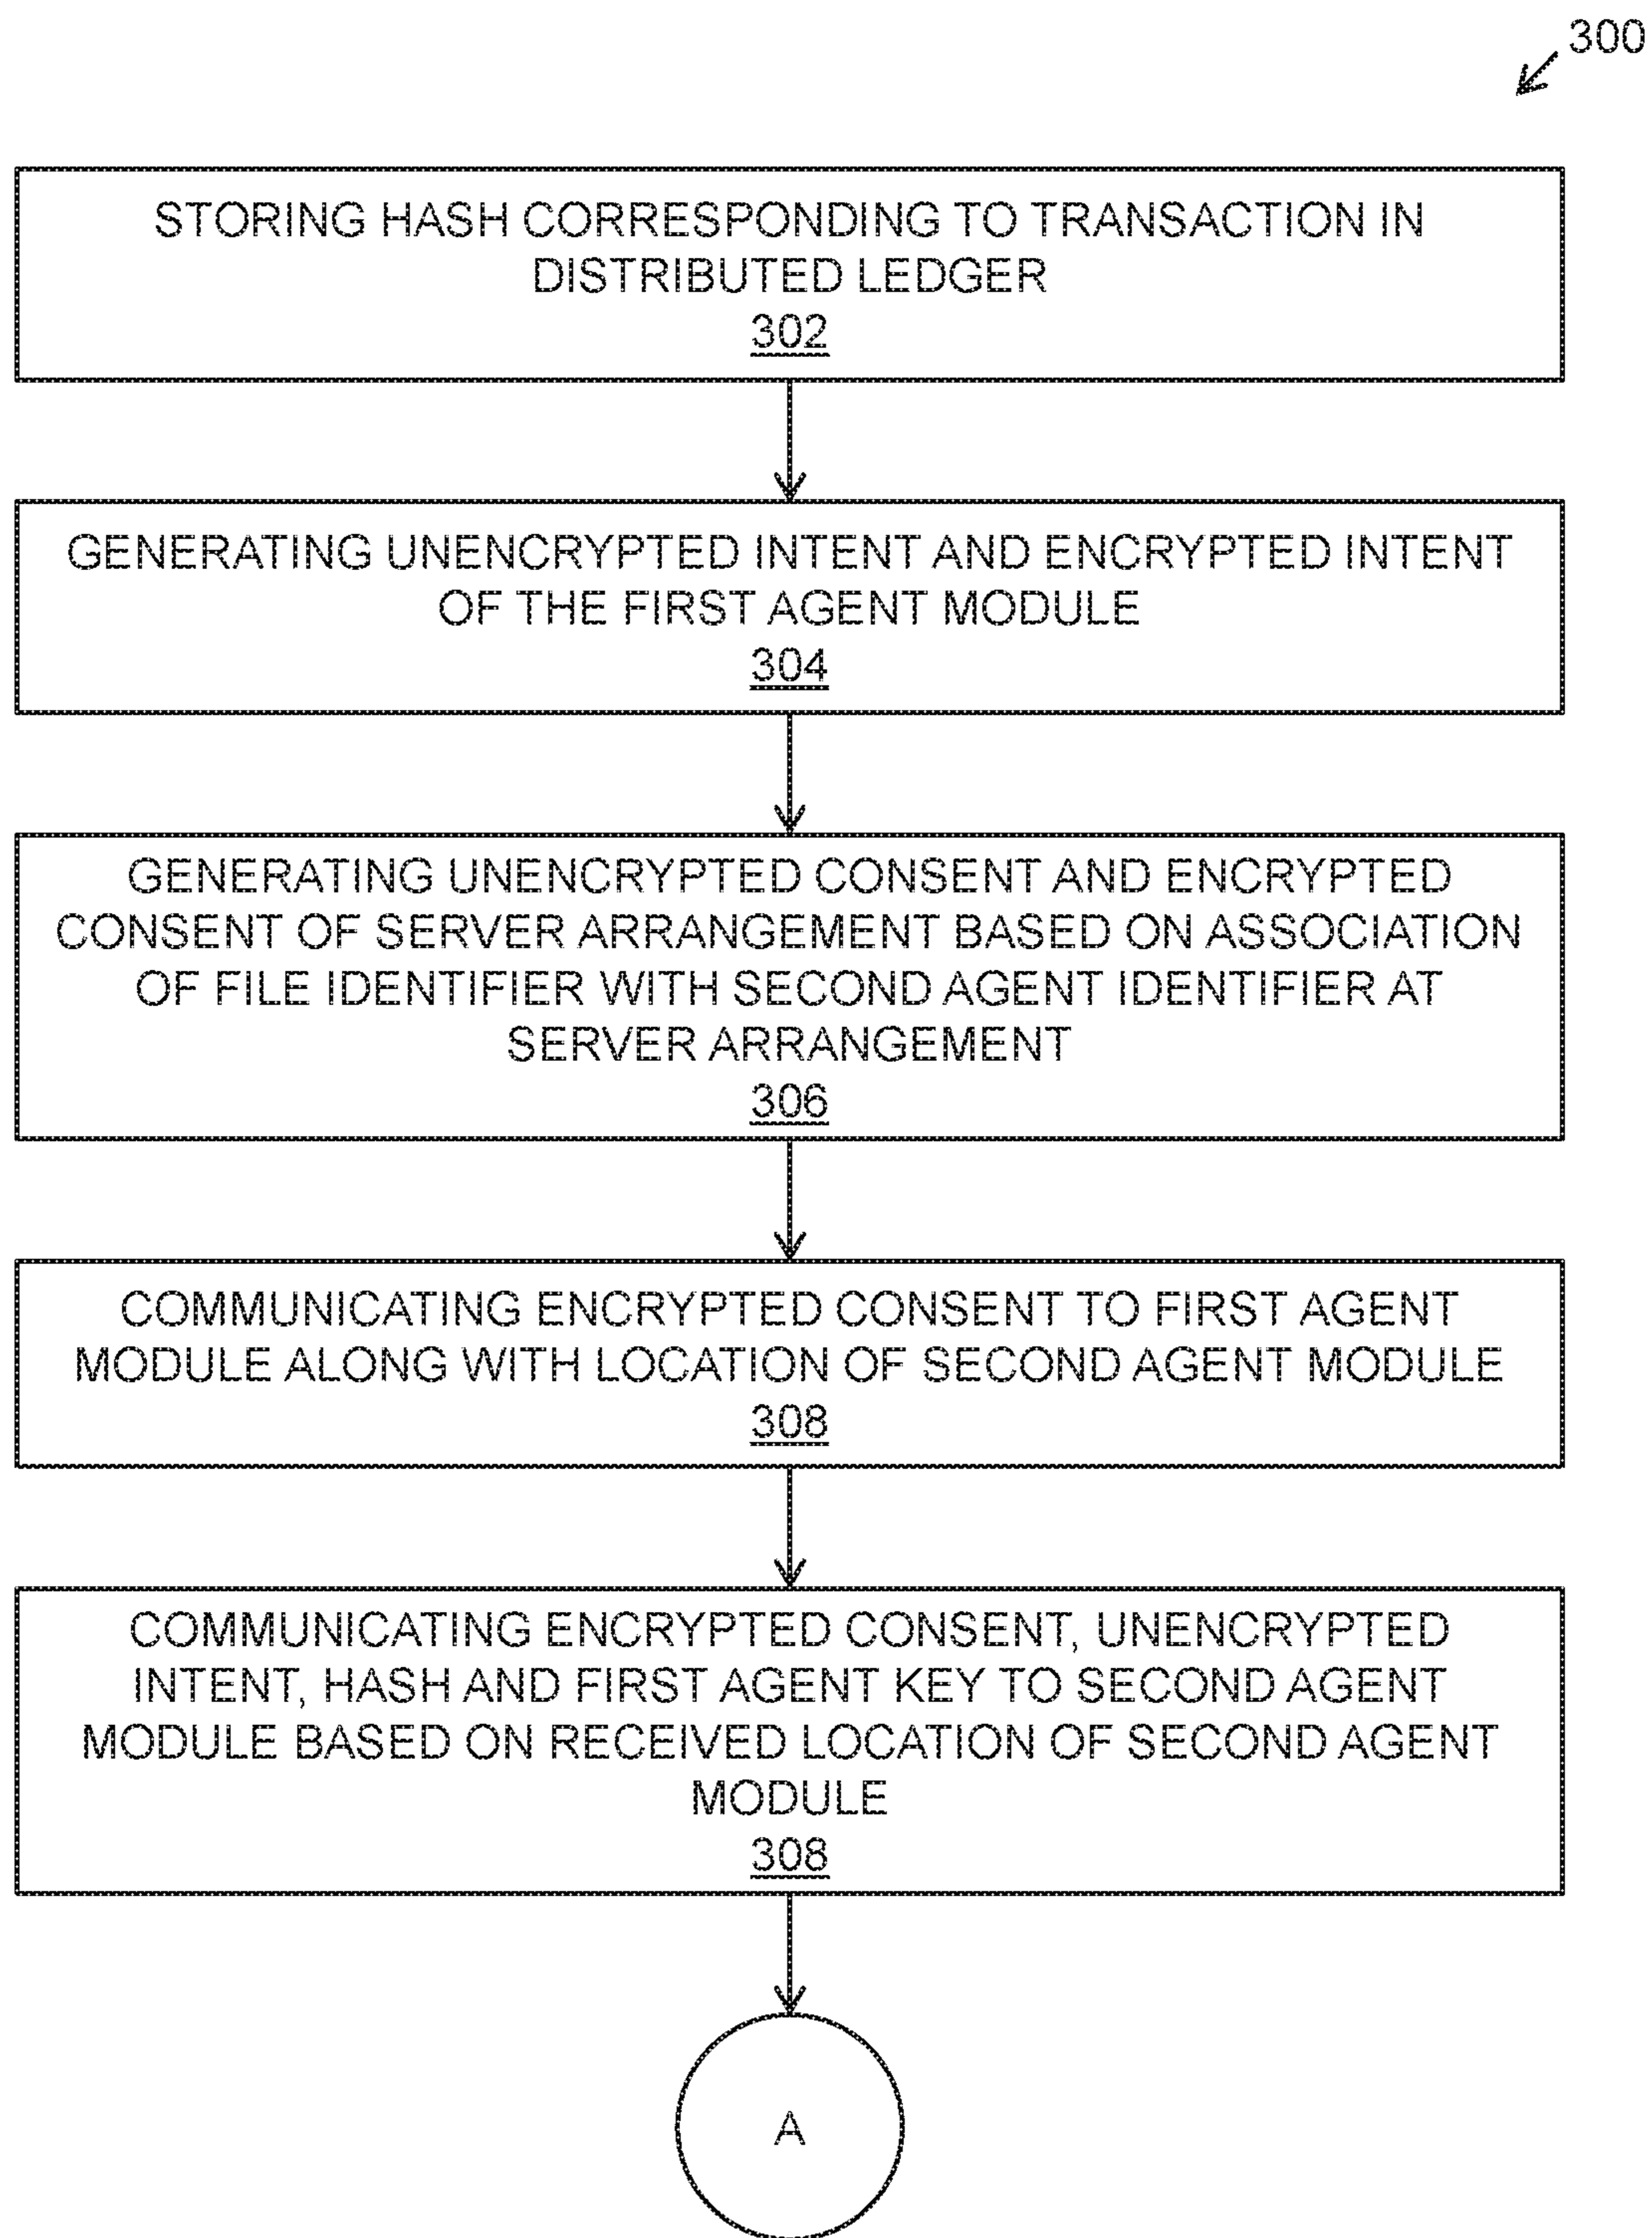 300
STORING HASH CORRESPONDING TO TRANSACTION IN
DISTRIBUTED LEDGER
302
GENERATING UNENCRYPTED INTENT AND ENCRYPTED INTENT
OF THE FIRST AGENT MODULE
304
GENERATING UNENCRYPTED CONSENT AND ENCRYPTED
CONSENT OF SERVER ARRANGEMENT BASED ON ASSOCIATION
OF FILE IDENTIFIER WITH SECOND AGENT IDENTIFIER AT
SERVER ARRANGEMENT
306
COMMUNICATING ENCRYPTED CONSENT TO FIRST AGENT
MODULE ALONG WITH LOCATION OF SECOND AGENT MODULE
308
COMMUNICATING ENCRYPTED CONSENT, UNENCRYPTED
INTENT, HASH AND FIRST AGENT KEY TO SECOND AGENT
MODULE BASED ON RECEIVED LOCATION OF SECOND AGENT
MODULE
308
A